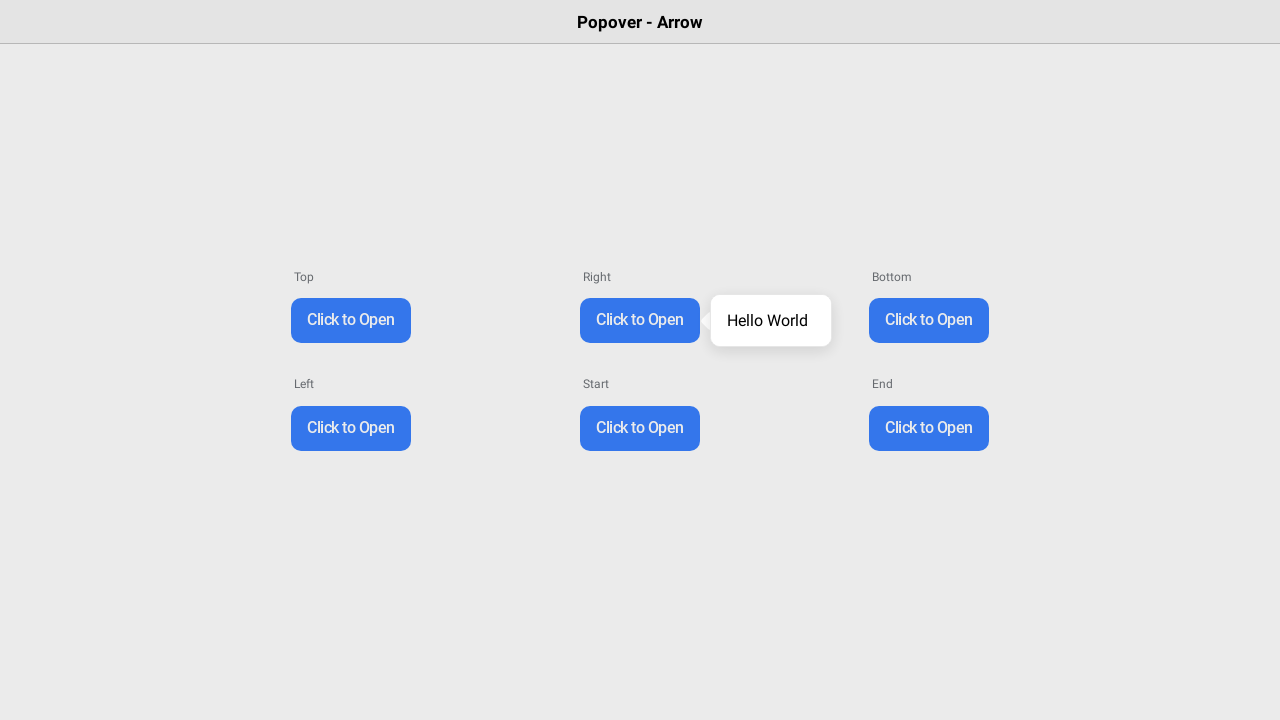 Popover - Arrow
Top
Right
Bottom
Click to Open
Click to Open
Hello World
Click to Open
Left
Start
End
Click to Open
Click to Open
Click to Open